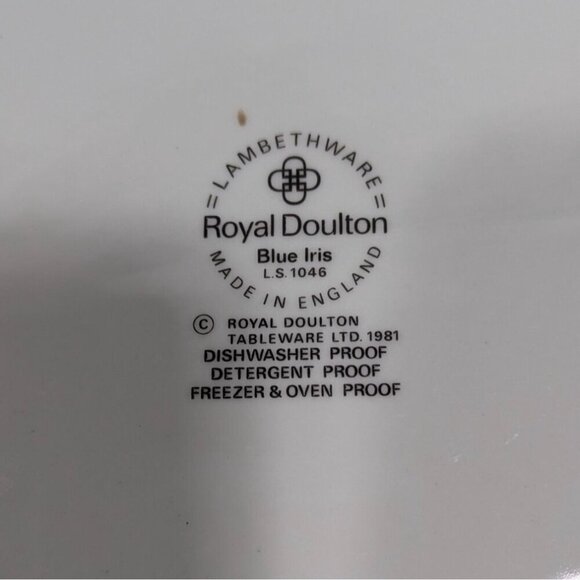 =LAMBETHWARE=
Royal Doulton
Blue Iris
L.S.1046
MADE IN ENGLAND
© ROYAL DOULTON
TABLEWARE LTD. 1981
DISHWASHER PROOF
DETERGENT PROOF
FREEZER & OVEN PROOF